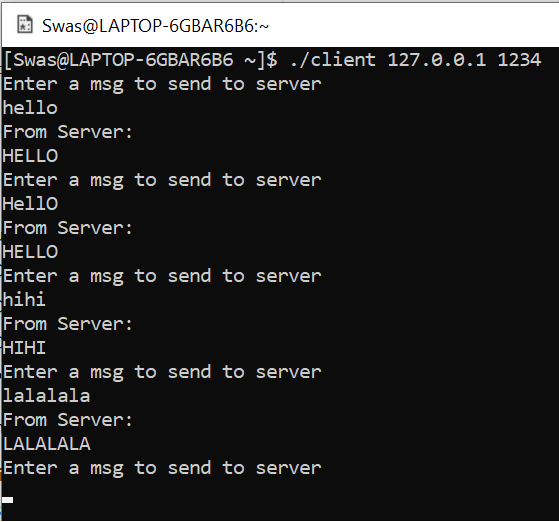 Swas@LAPTOP-6GBAR6B6:~
[Swas@LAPTOP-6GBAR6B6 ~]$ ./client 127.0.0.1 1234
Enter a msg to send to server
hello
From Server:
HELLO
Enter a msg to send to server
HellO
From Server:
HELLO
Enter a msg to send to server
hihi
From Server:
HIHI
Enter a msg to send to server
lalalala
From Server:
LALALALA
Enter a msg to send to server